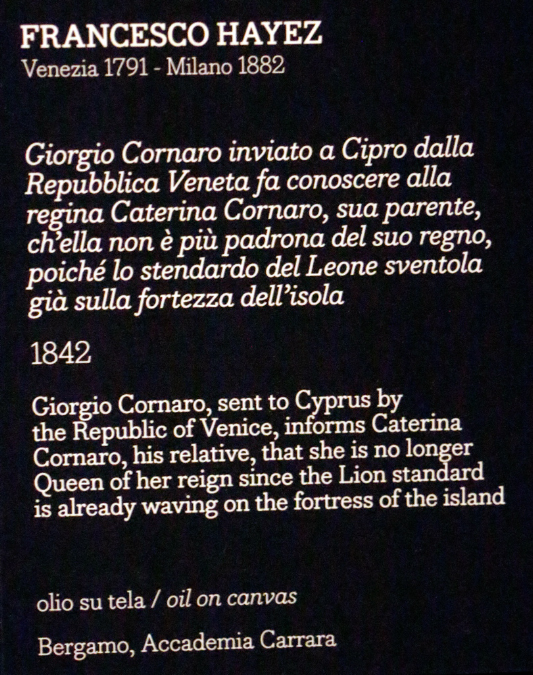 FRANCESCO HAYEZ
Venezia 1791 - Milano 1882
Giorgio Cornaro inviato a Cipro dalla
Repubblica Veneta fa conoscere alla
regina Caterina Cornaro, sua parente,
ch'ella non è più padrona del suo regno,
poiché lo stendardo del Leone sventola
già sulla fortezza dell'isola
1842
Giorgio Cornaro, sent to Cyprus by
the Republic of Venice, informs Caterina
Cornaro, his relative, that she is no longer
Queen of her reign since the Lion standard
is already waving on the fortress of the island
olio su tela / oil on canvas
Bergamo, Accademia Carrara